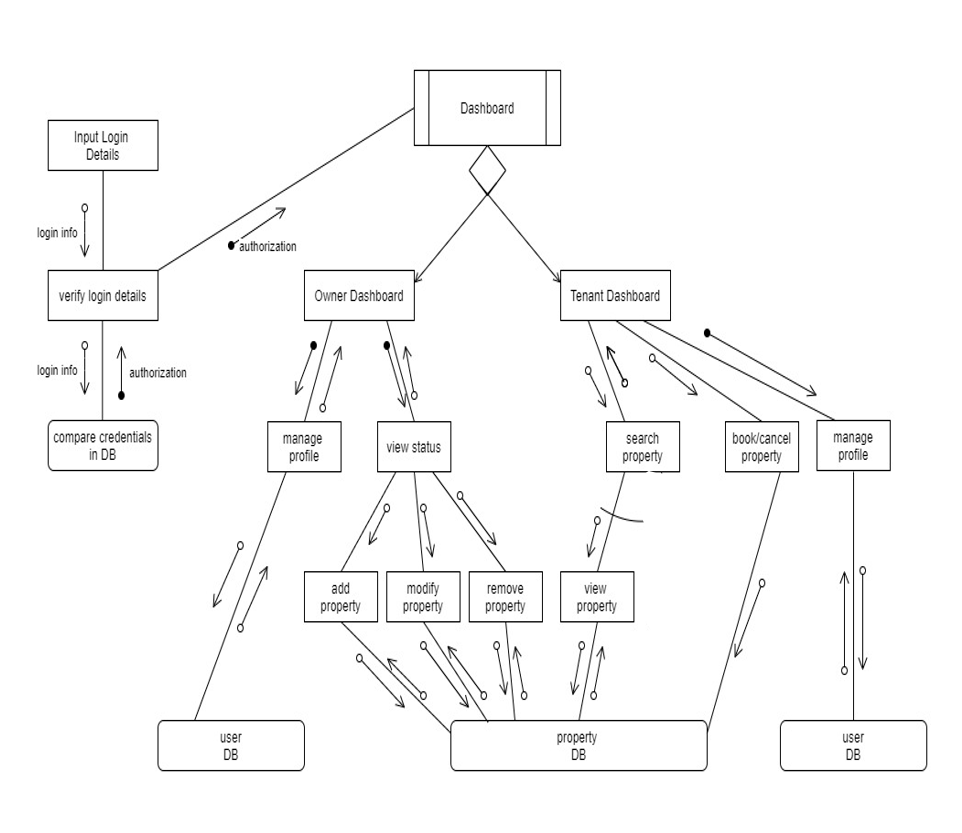 Dashboard
Input Login
Details
login info
authorization
verify login details
Owner Dashboard
Tenant Dashboard
login info
authorization
compare credentials
in DB
manage
profile
view status
search
property
book/cancel
property
manage
profile
add
property
modify
property
remove
property
view
property
user
DB
property
DB
user
DB